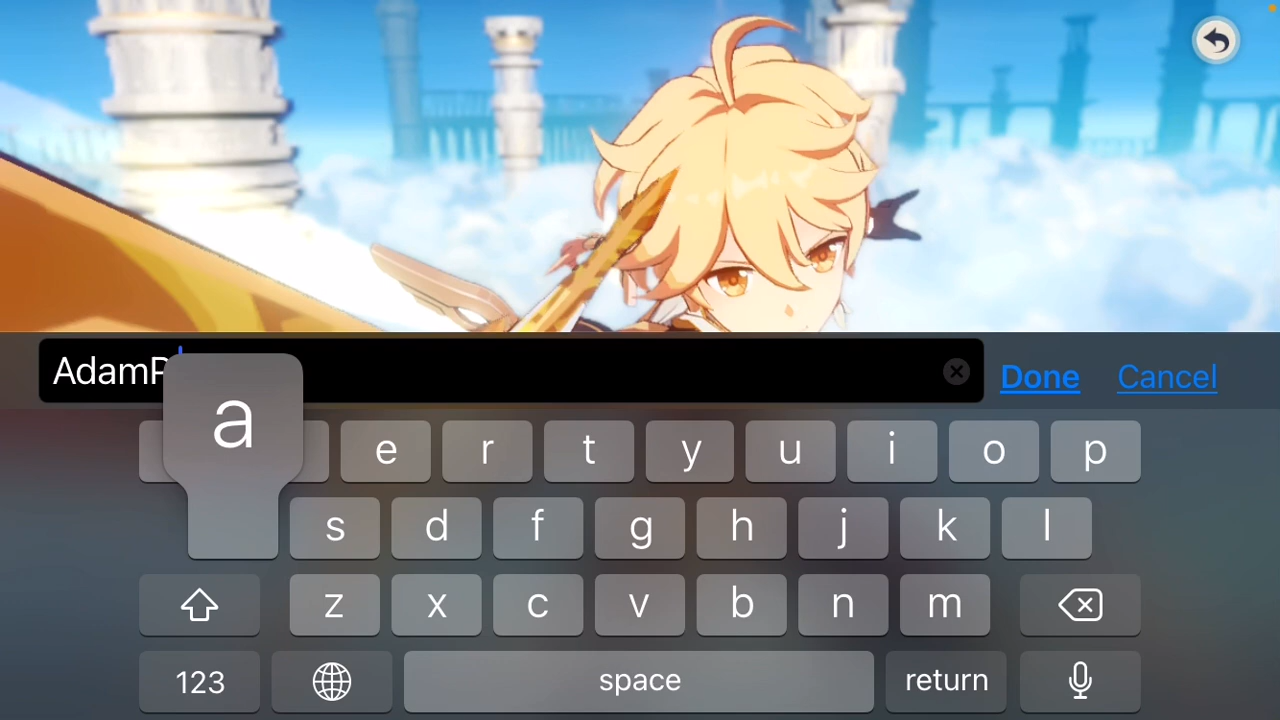 AdamP
Done
Cancel
a
e r t y u i o p
s d f g h j k l
z x c v b n m
123
space
return